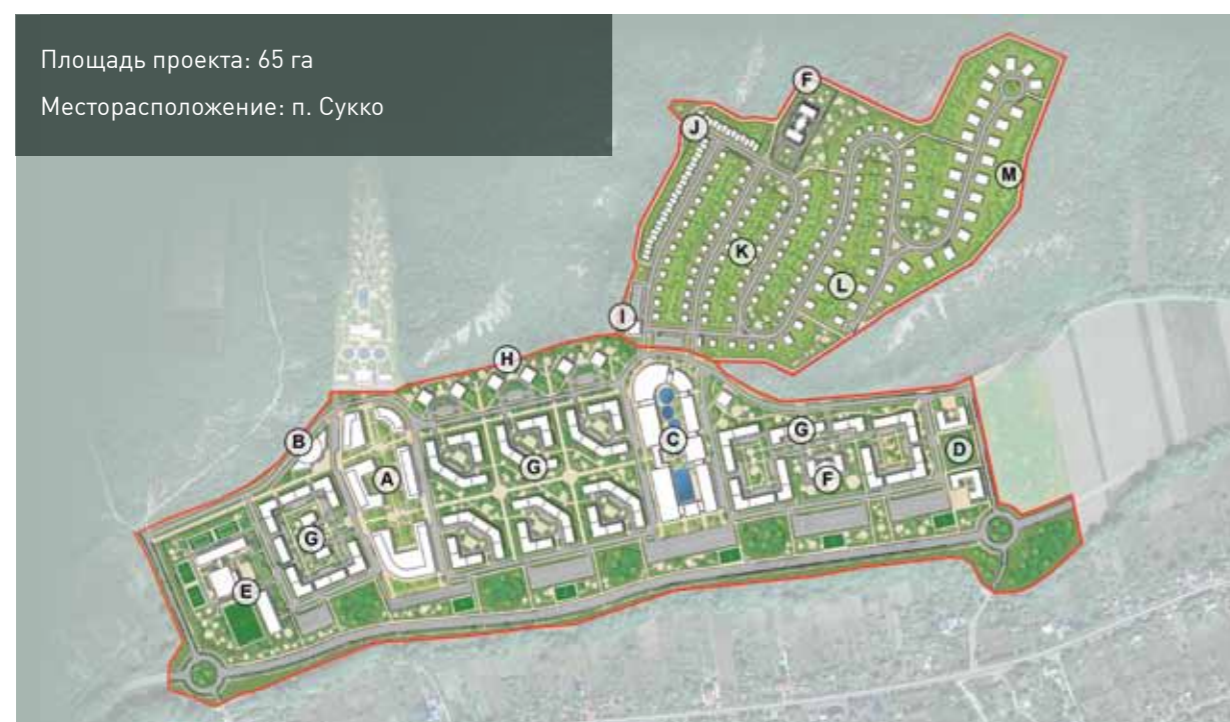 Площадь проекта: 65 га
Месторасположение: п. Сукко
F
J
M
K
L
I
H
B
A
G
C
G
F
D
G
E